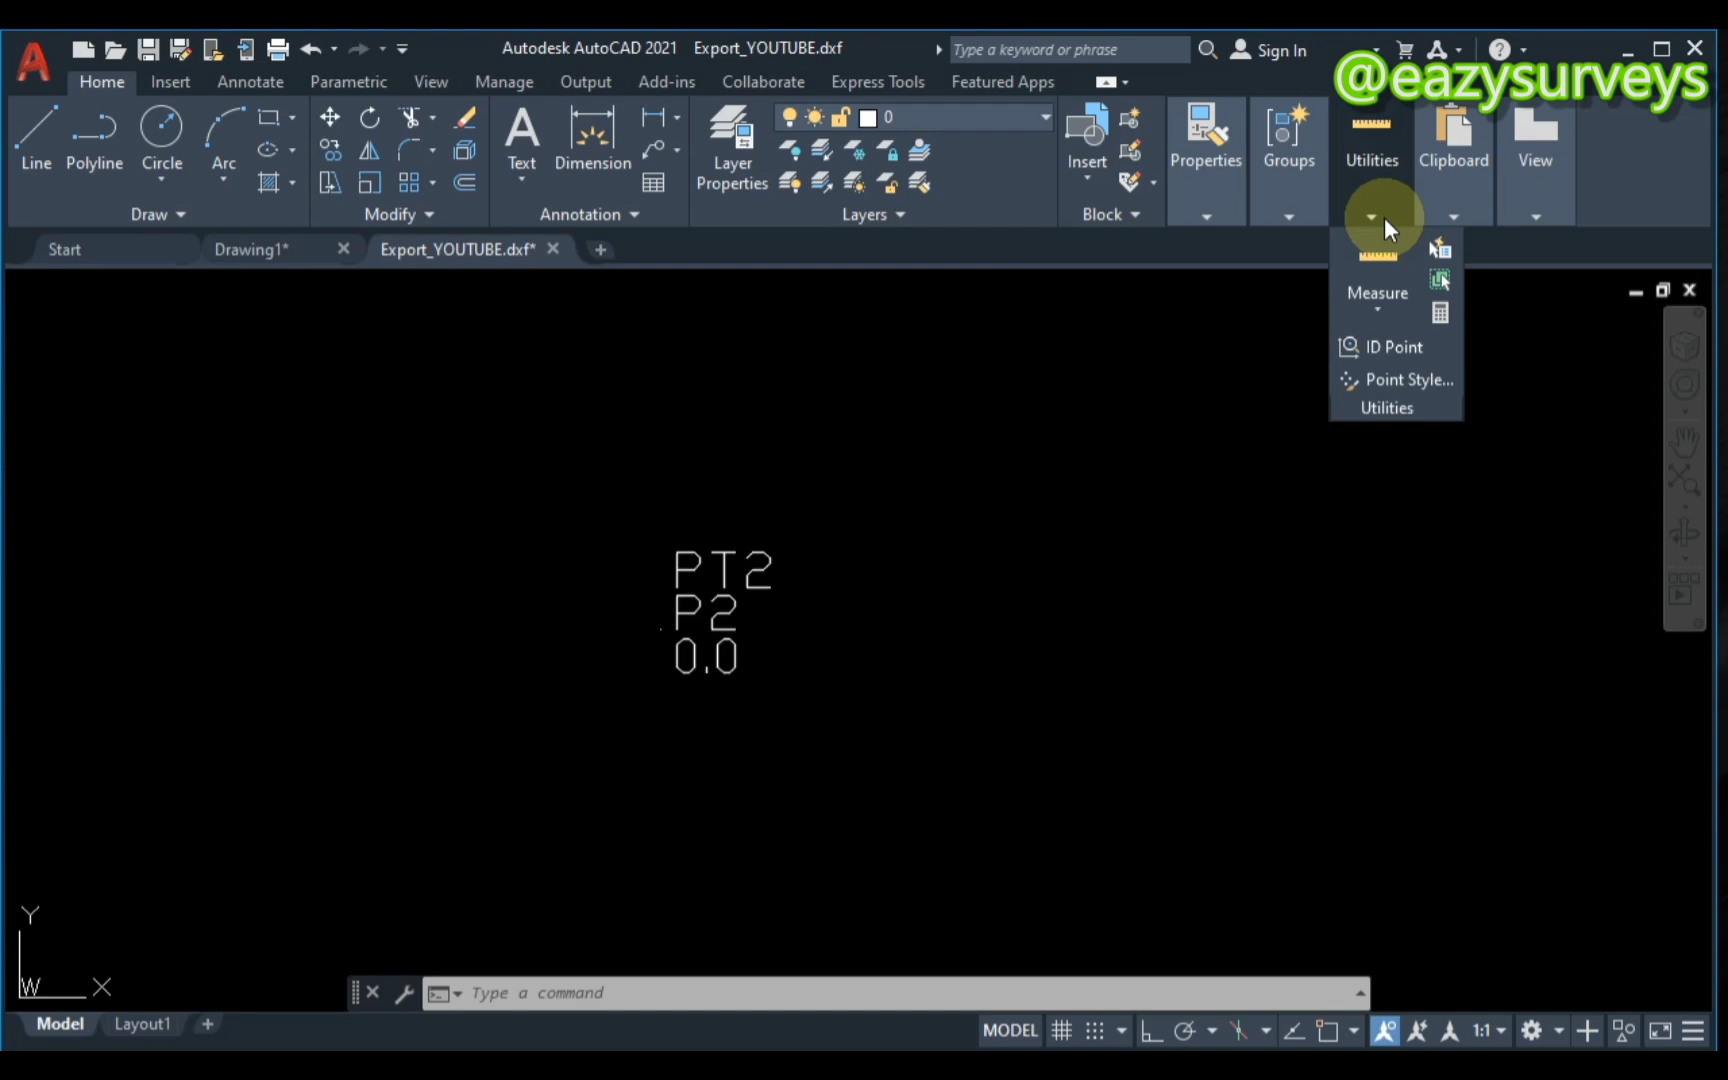 Autodesk AutoCAD 2021 Export_YOUTUBE.dxf
Type a keyword or phrase
Sign In
@eazysurveys
Home Insert Annotate Parametric View Manage Output Add-ins Collaborate Express Tools Featured Apps
Line Polyline Circle Arc
Text Dimension
Layer
Properties
0
Insert
Properties Groups Utilities Clipboard View
Draw Modify Annotation Layers Block
Start Drawing1* Export_YOUTUBE.dxf*
Measure
ID Point
Point Style...
Utilities
PT2
P2
0.0
Y
W X
Type a command
Model Layout1
MODEL 1:1